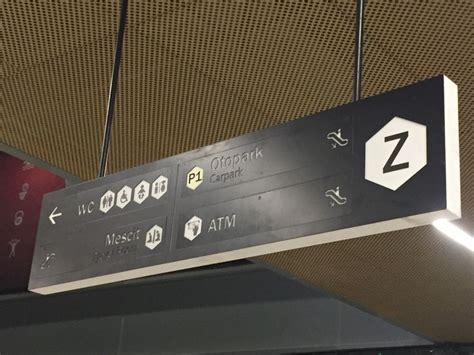 WC
Mescit
P1
Otopark
Carpark
ATM
Z